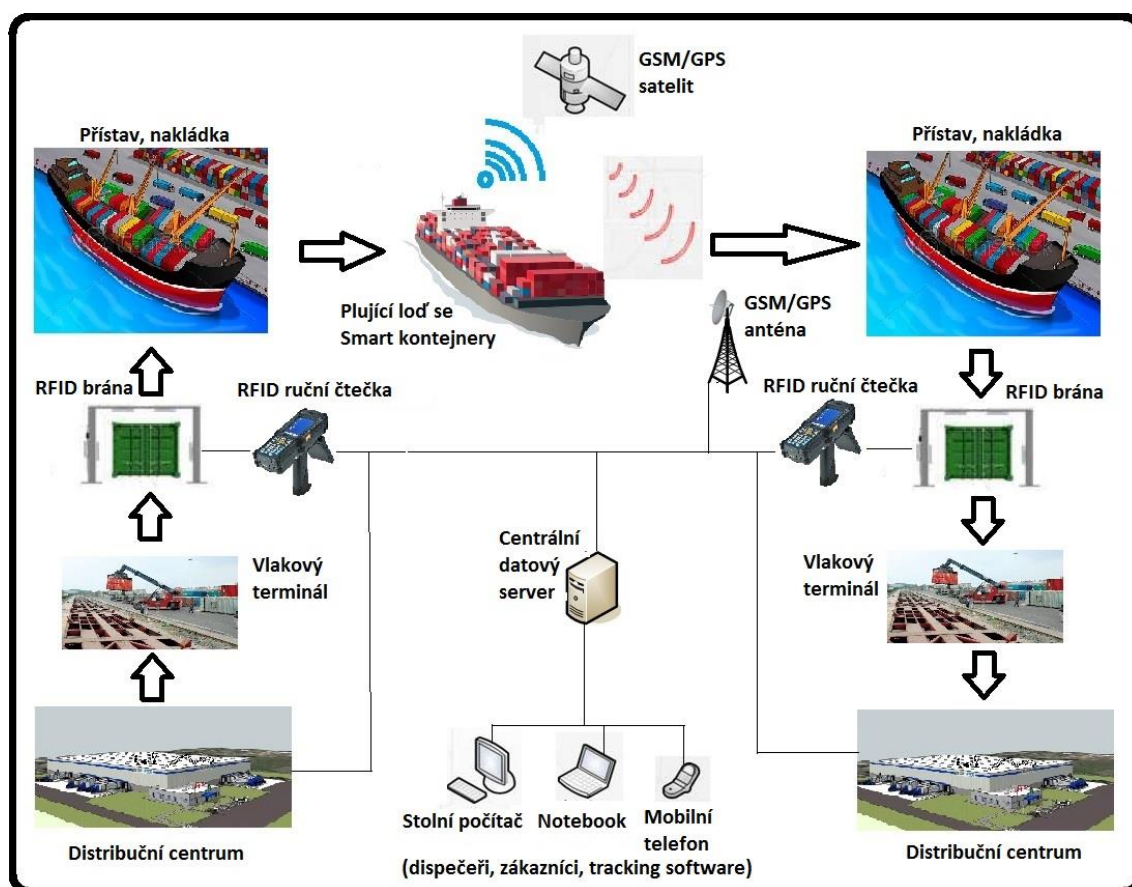 GSM/GPS
satelit
Přístav, nakládka
Přístav, nakládka
Plující loď se
Smart kontejnery
GSM/GPS
anténa
RFID brána
RFID ruční čtečka
RFID ruční čtečka
RFID brána
Vlakový
terminál
Centrální
datový
server
Vlakový
terminál
Stolní počítač
Notebook
Mobilní
telefon
Distribuční centrum
(dispečeři, zákazníci, tracking software)
Distribuční centrum